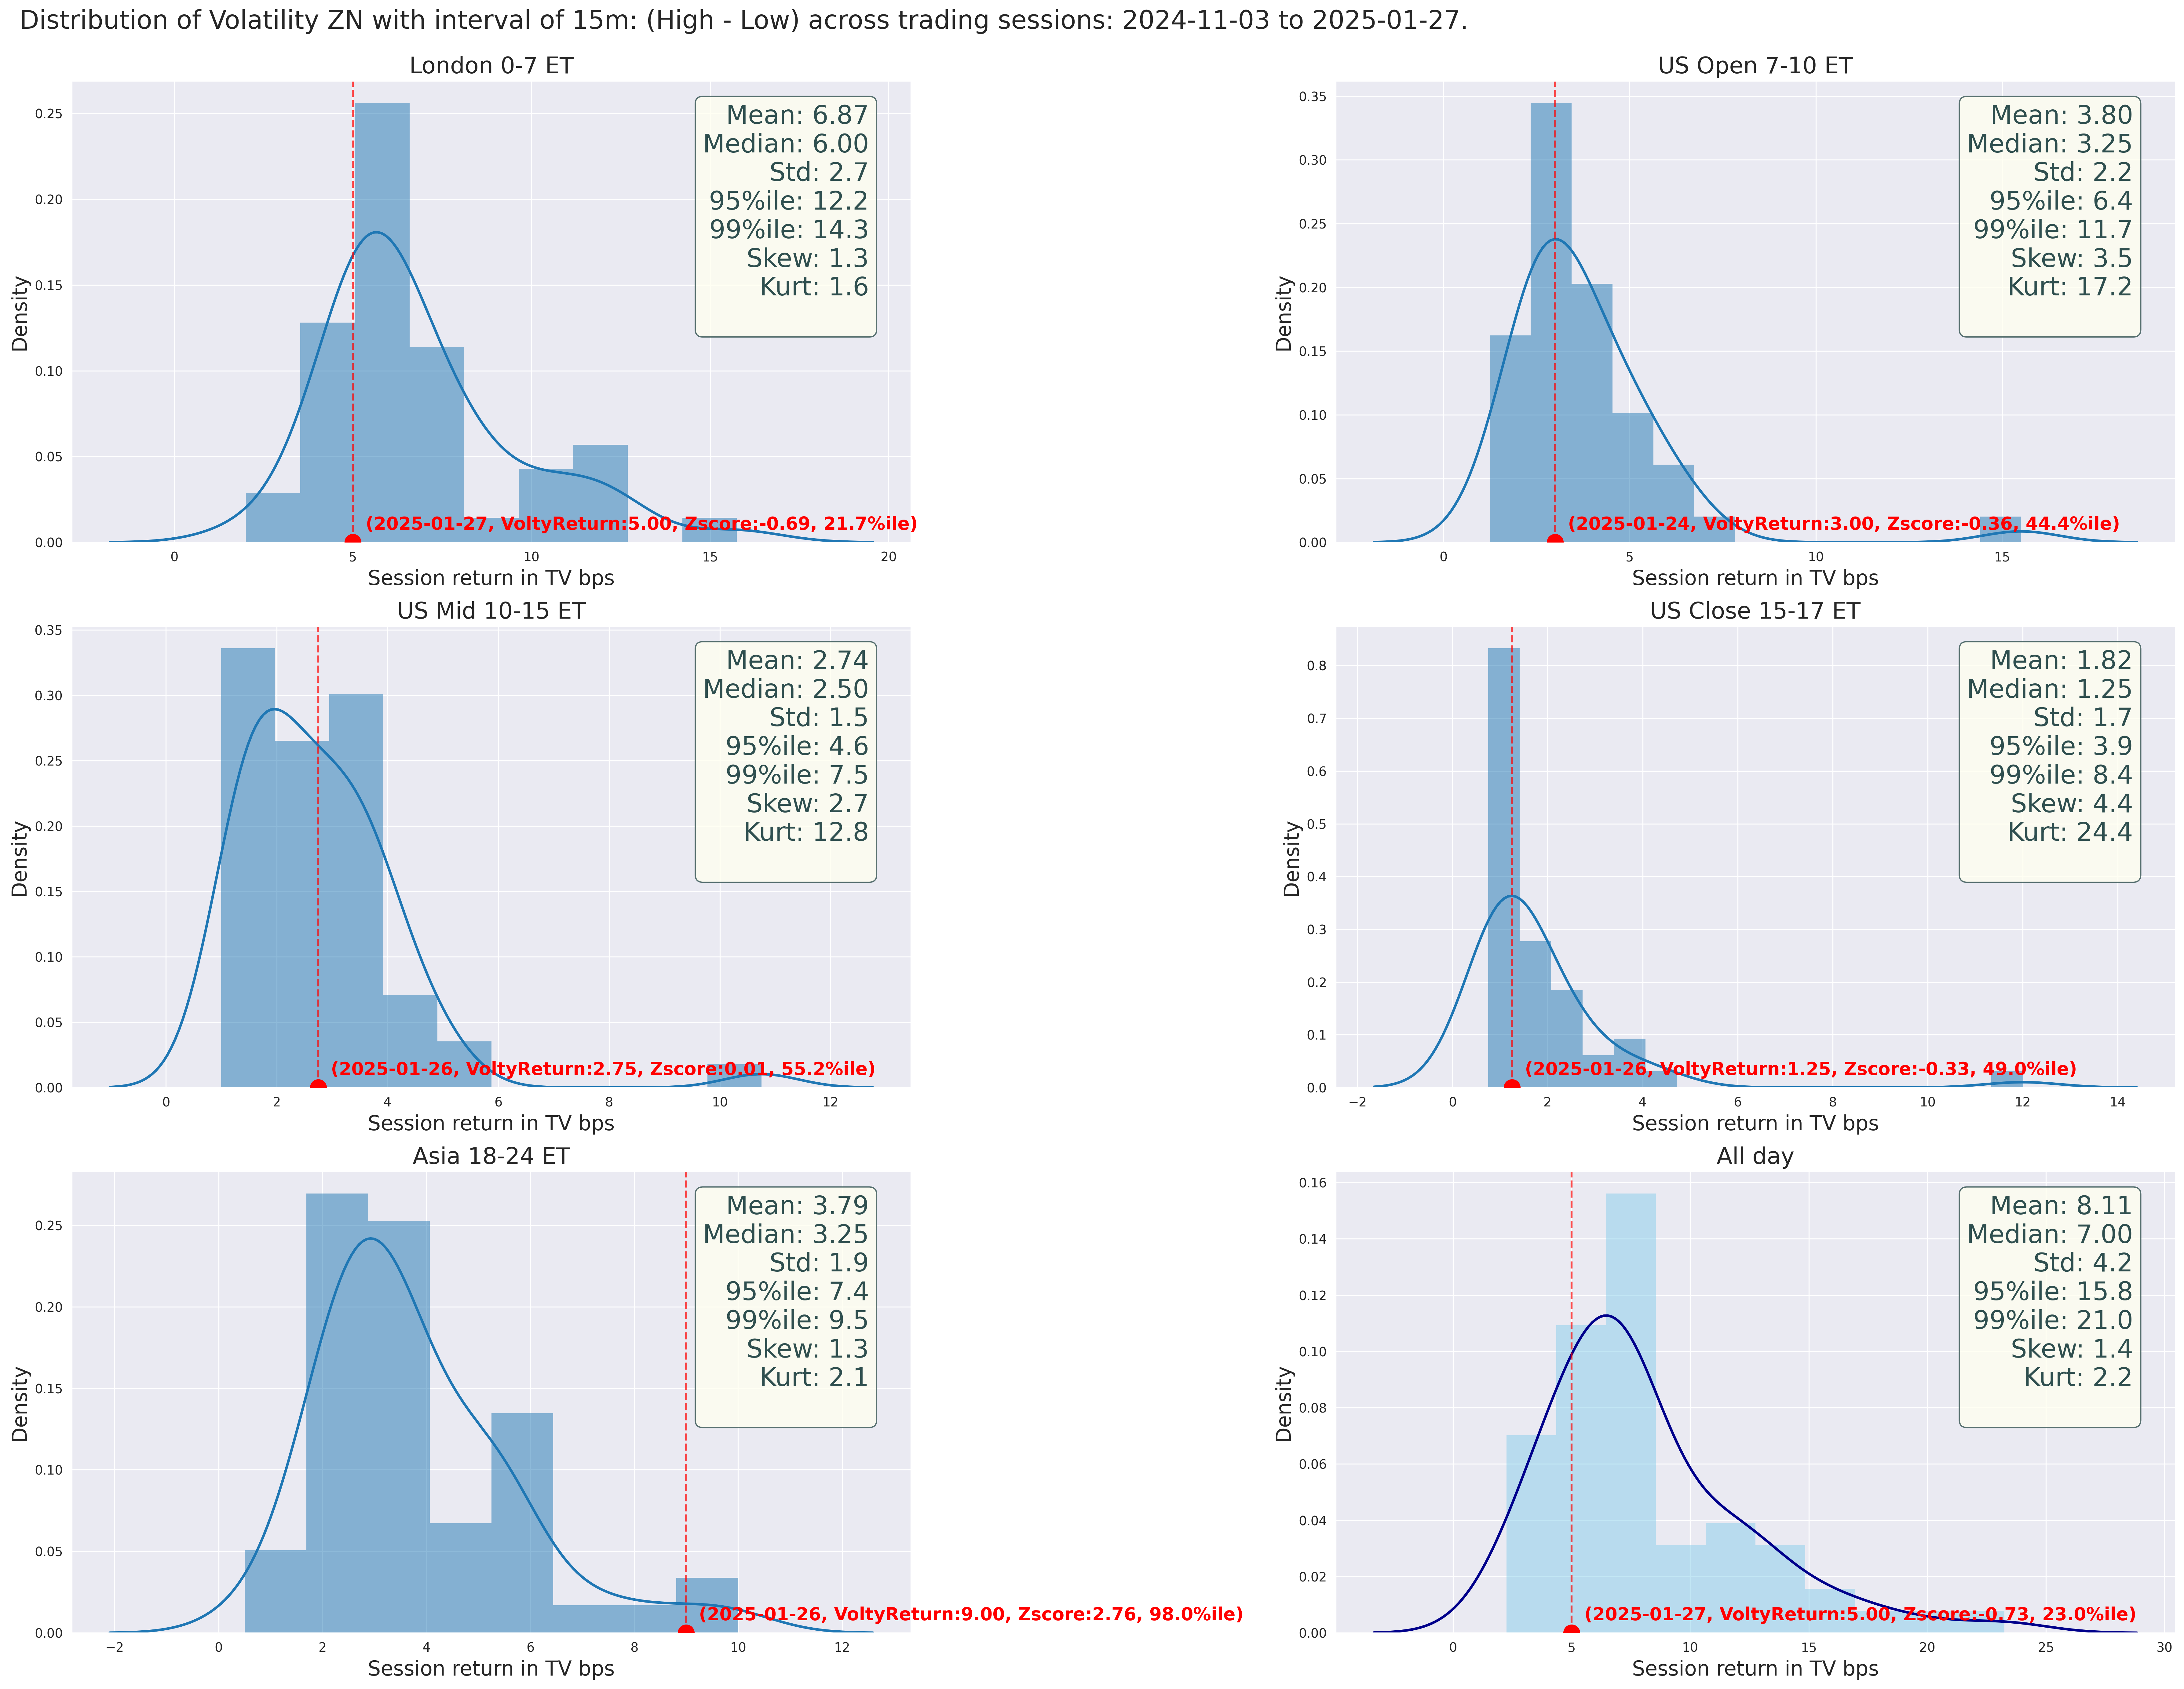 Distribution of Volatility ZN with interval of 15m: (High - Low) across trading sessions: 2024-11-03 to 2025-01-27.
London 0-7 ET
Density
0.25
0.20
0.15
0.10
0.05
0.00
Mean: 6.87
Median: 6.00
Std: 2.7
95%ile: 12.2
99%ile: 14.3
Skew: 1.3
Kurt: 1.6
(2025-01-27, VoltyReturn:5.00, Zscore:-0.69, 21.7%ile)
0 5 10 15 20
Session return in TV bps
US Open 7-10 ET
Density
0.35
0.30
0.25
0.20
0.15
0.10
0.05
0.00
Mean: 3.80
Median: 3.25
Std: 2.2
95%ile: 6.4
99%ile: 11.7
Skew: 3.5
Kurt: 17.2
(2025-01-24, VoltyReturn:3.00, Zscore:-0.36, 44.4%ile)
0 5 10 15
Session return in TV bps
US Mid 10-15 ET
Density
0.35
0.30
0.25
0.20
0.15
0.10
0.05
0.00
Mean: 2.74
Median: 2.50
Std: 1.5
95%ile: 4.6
99%ile: 7.5
Skew: 2.7
Kurt: 12.8
(2025-01-26, VoltyReturn:2.75, Zscore:0.01, 55.2%ile)
0 2 4 6 8 10 12
Session return in TV bps
US Close 15-17 ET
Density
0.8
0.7
0.6
0.5
0.4
0.3
0.2
0.1
0.0
Mean: 1.82
Median: 1.25
Std: 1.7
95%ile: 3.9
99%ile: 8.4
Skew: 4.4
Kurt: 24.4
(2025-01-26, VoltyReturn:1.25, Zscore:-0.33, 49.0%ile)
−2 0 2 4 6 8 10 12 14
Session return in TV bps
Asia 18-24 ET
Density
0.25
0.20
0.15
0.10
0.05
0.00
Mean: 3.79
Median: 3.25
Std: 1.9
95%ile: 7.4
99%ile: 9.5
Skew: 1.3
Kurt: 2.1
(2025-01-26, VoltyReturn:9.00, Zscore:2.76, 98.0%ile)
−2 0 2 4 6 8 10 12
Session return in TV bps
All day
Density
0.16
0.14
0.12
0.10
0.08
0.06
0.04
0.02
0.00
Mean: 8.11
Median: 7.00
Std: 4.2
95%ile: 15.8
99%ile: 21.0
Skew: 1.4
Kurt: 2.2
(2025-01-27, VoltyReturn:5.00, Zscore:-0.73, 23.0%ile)
0 5 10 15 20 25 30
Session return in TV bps